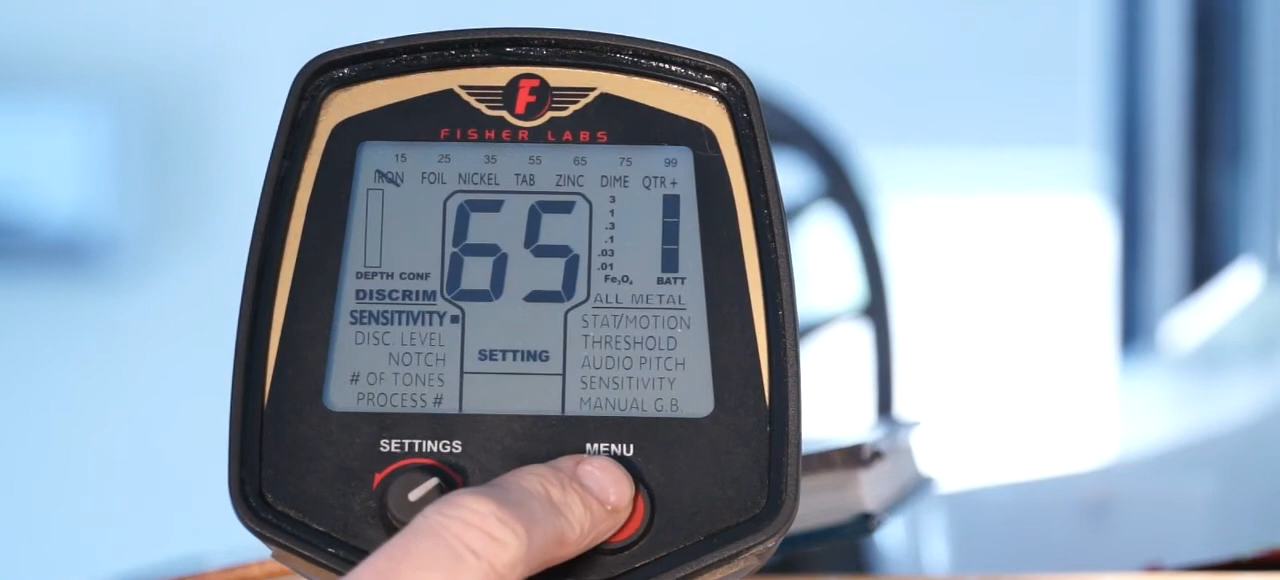 F
FISHER LABS
15 25 35 55 65 75 99
IRON FOIL NICKEL TAB ZINC DIME QTR +
65
3
1
.3
.1
.03
.01
Fe₃O₄
DEPTH CONF
BATT
DISCRIM
SENSITIVITY
DISC. LEVEL
NOTCH
# OF TONES
PROCESS #
SETTING
ALL METAL
STAT/MOTION
THRESHOLD
AUDIO PITCH
SENSITIVITY
MANUAL G.B.
SETTINGS
MENU